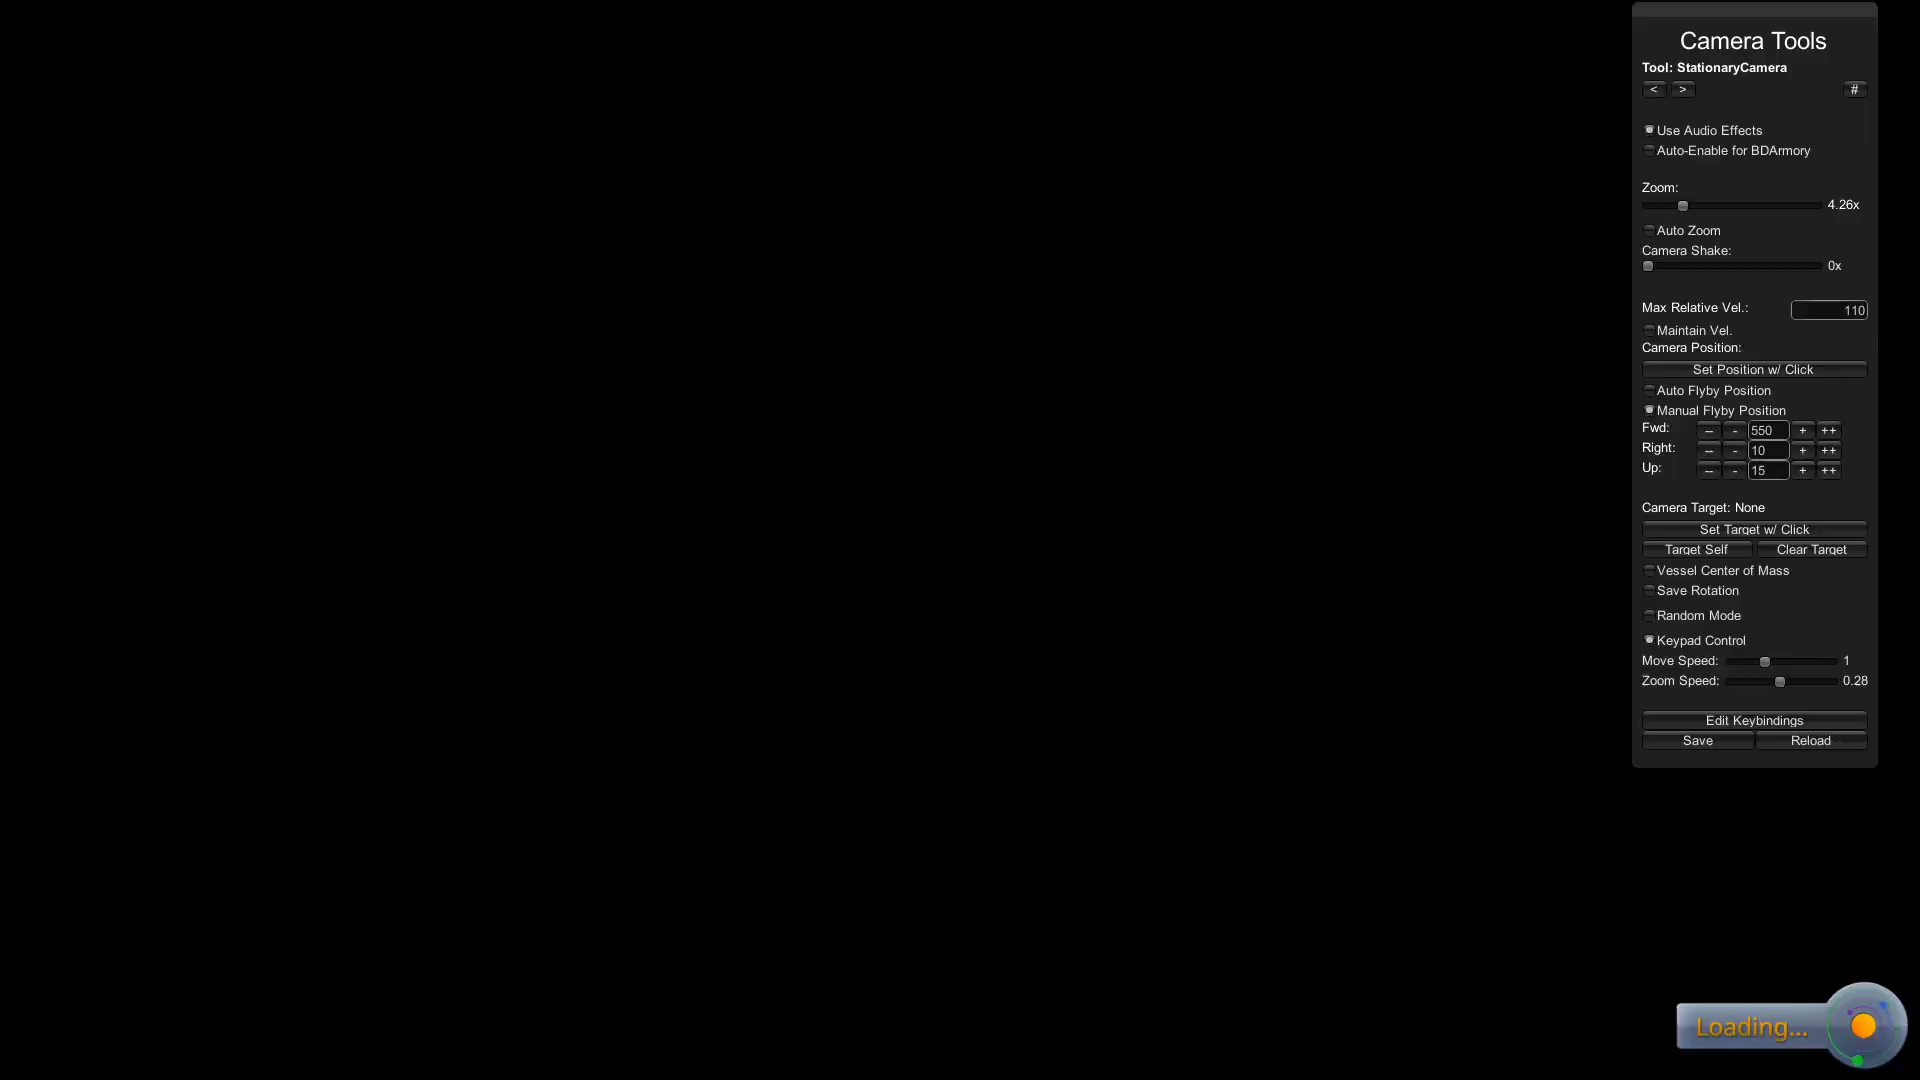 Camera Tools
Tool: StationaryCamera
< > #
Use Audio Effects
Auto-Enable for BDArmory
Zoom:
4.26x
Auto Zoom
Camera Shake:
0x
Max Relative Vel.: 110
Maintain Vel.
Camera Position:
Set Position w/ Click
Auto Flyby Position
Manual Flyby Position
Fwd: -- - 550 + ++
Right: -- - 10 + ++
Up: -- - 15 + ++
Camera Target: None
Set Target w/ Click
Target Self Clear Target
Vessel Center of Mass
Save Rotation
Random Mode
Keypad Control
Move Speed: 1
Zoom Speed: 0.28
Edit Keybindings
Save Reload
Loading...